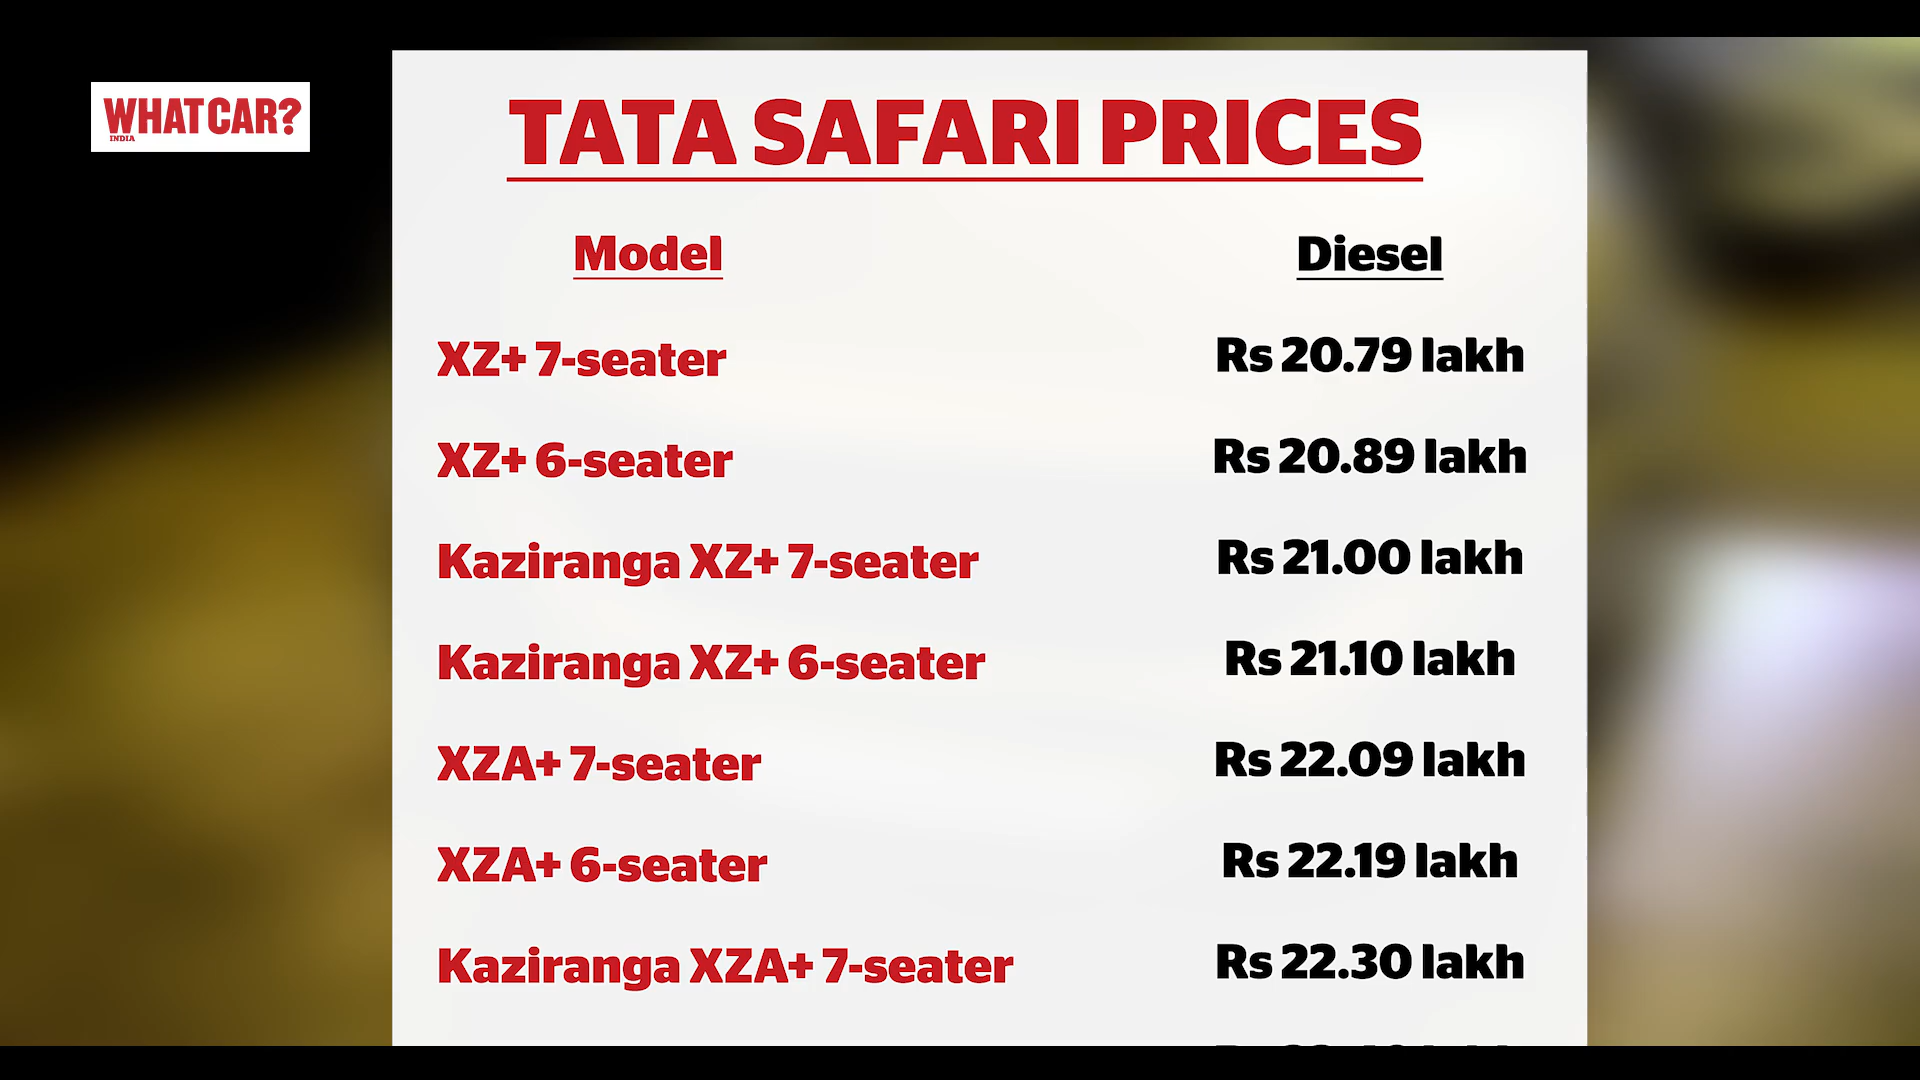 WHAT CAR?
INDIA
TATA SAFARI PRICES
Model Diesel
XZ+ 7-seater Rs 20.79 lakh
XZ+ 6-seater Rs 20.89 lakh
Kaziranga XZ+ 7-seater Rs 21.00 lakh
Kaziranga XZ+ 6-seater Rs 21.10 lakh
XZA+ 7-seater Rs 22.09 lakh
XZA+ 6-seater Rs 22.19 lakh
Kaziranga XZA+ 7-seater Rs 22.30 lakh